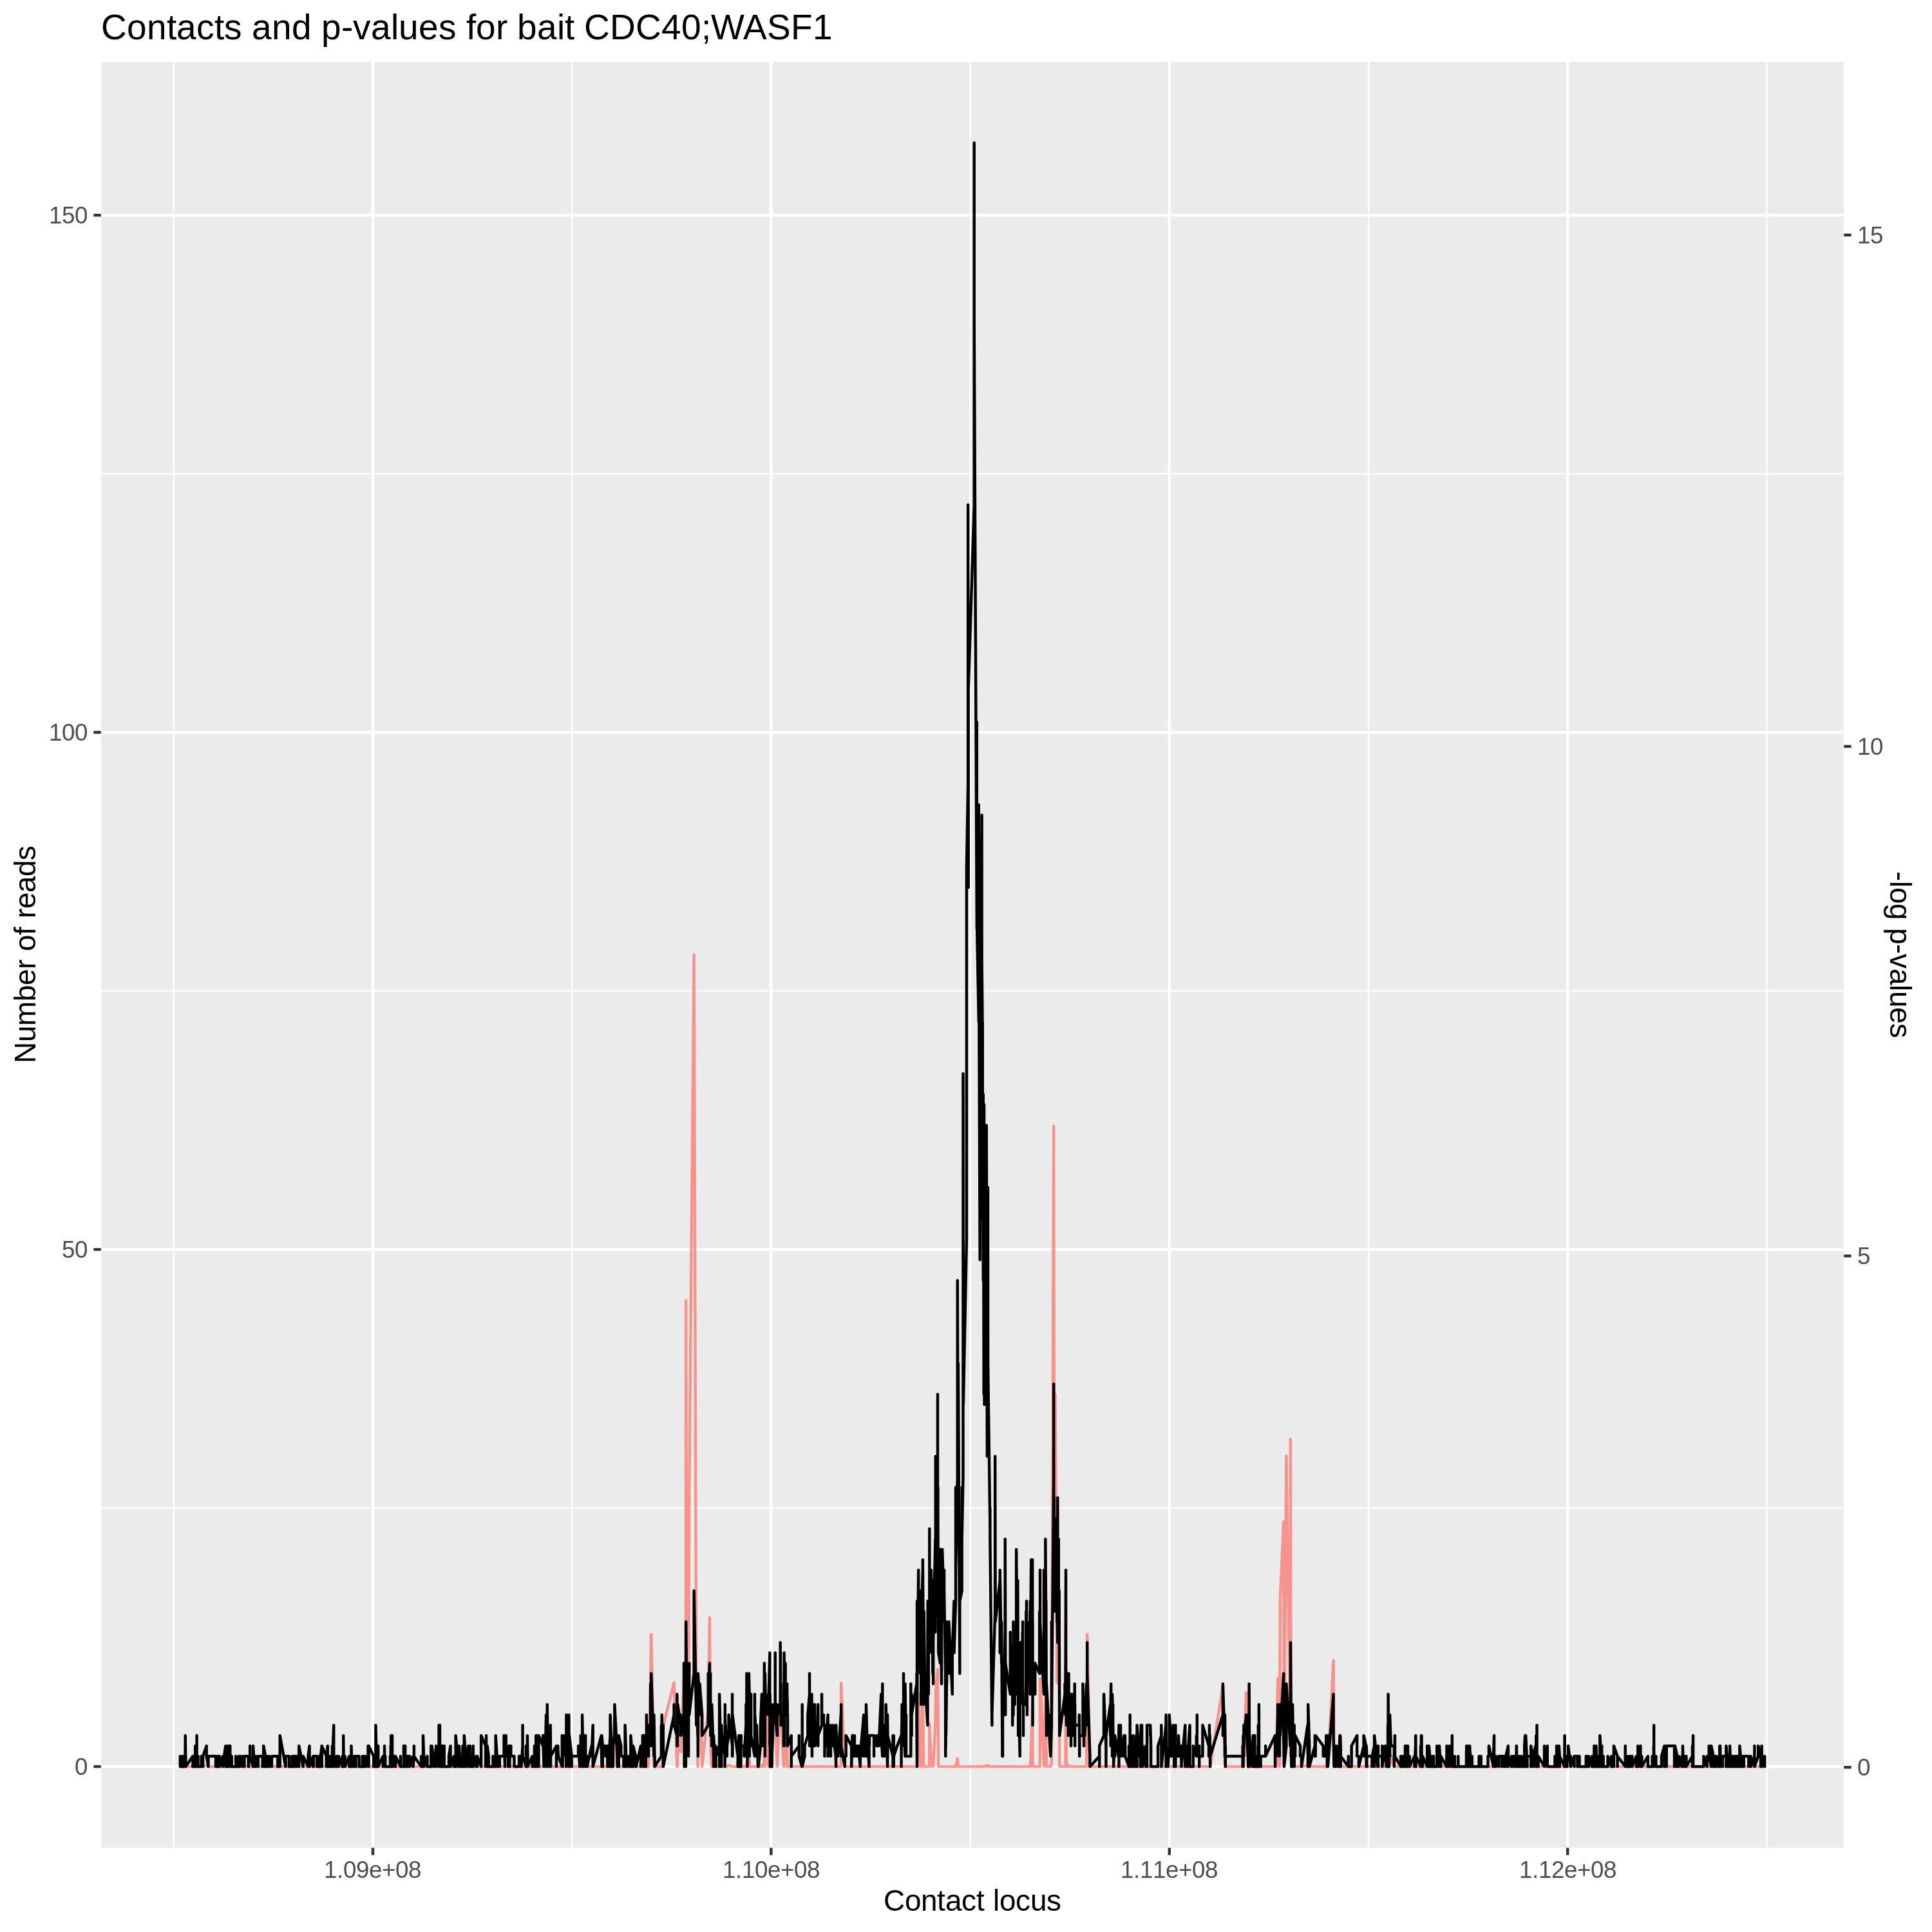 Contacts and p-values for bait CDC40;WASF1
150
100
50
0
Number of reads
15
10
5
0
-log p-values
1.09e+08
1.10e+08
1.11e+08
1.12e+08
Contact locus